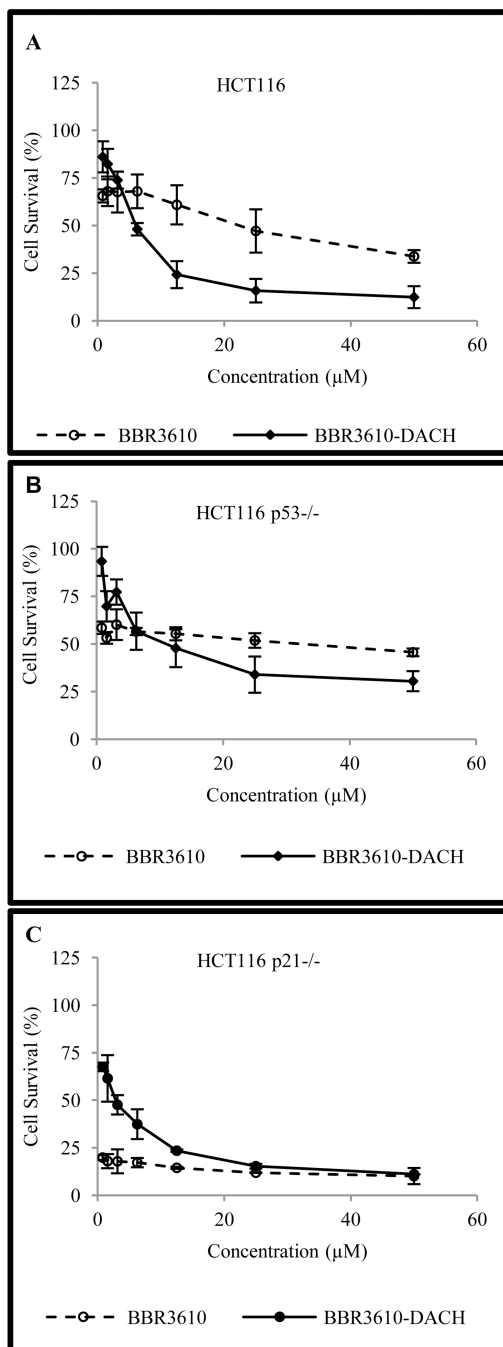 A
HCT116
125
100
75
50
25
0
Cell Survival (%)
0 20 40 60
Concentration (µM)
BBR3610 BBR3610-DACH
B
HCT116 p53-/-
125
100
75
50
25
0
Cell Survival (%)
0 20 40 60
Concentration (µM)
BBR3610 BBR3610-DACH
C
HCT116 p21-/-
125
100
75
50
25
0
Cell Survival (%)
0 20 40 60
Concentration (µM)
BBR3610 BBR3610-DACH